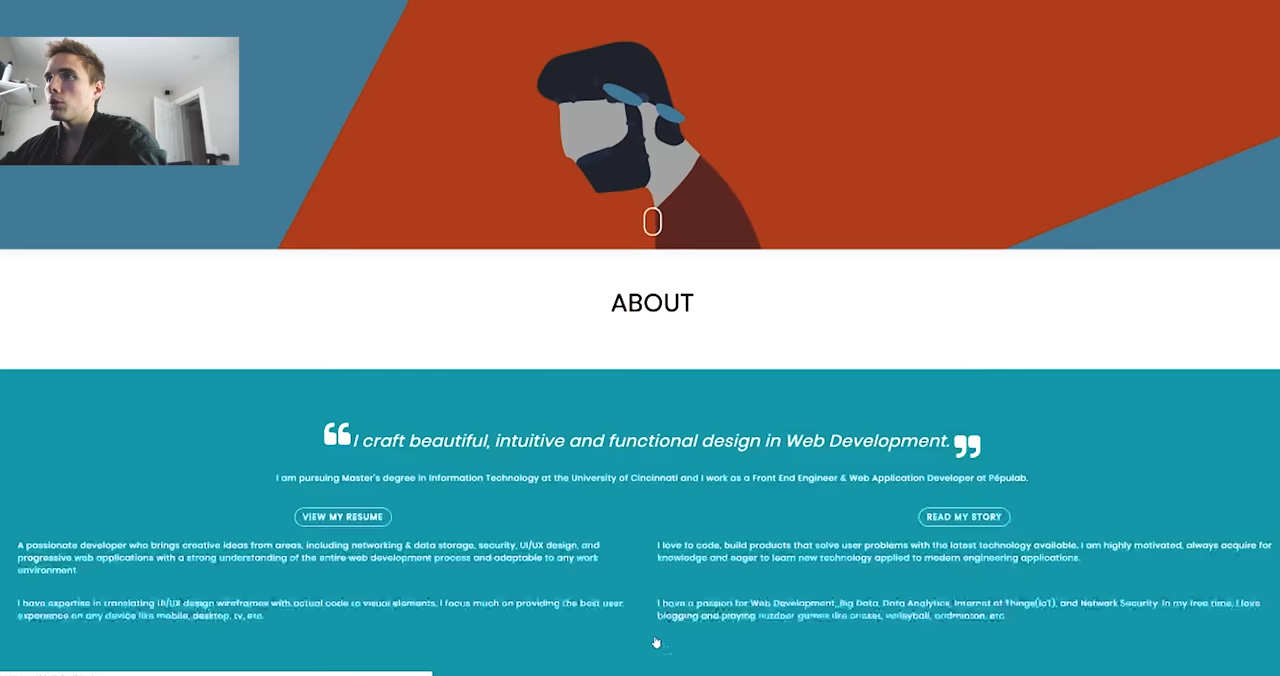 ABOUT
❝ I craft beautiful, intuitive and functional design in Web Development. ❞
I am pursuing Master's degree in Information Technology at the University of Cincinnati and I work as a Front End Engineer & Web Application Developer at Pépulab.
VIEW MY RESUME
READ MY STORY
A passionate developer who brings creative ideas from areas, including networking & data storage, security, UI/UX design, and
progressive web applications with a strong understanding of the entire web development process and adaptable to any work
environment
I have expertise in translating UI/UX design wireframes with actual code to visual elements. I focus much on providing the best user
experience on any device like mobile, desktop, tv, etc.
I love to code, build products that solve user problems with the latest technology available. I am highly motivated, always acquire for
knowledge and eager to learn new technology applied to modern engineering applications.
I have a passion for Web Development, Big Data, Data Analytics, Internet of Things(IoT), and Network Security. In my free time, I love
blogging and playing outdoor games like cricket, volleyball, badminton, etc.